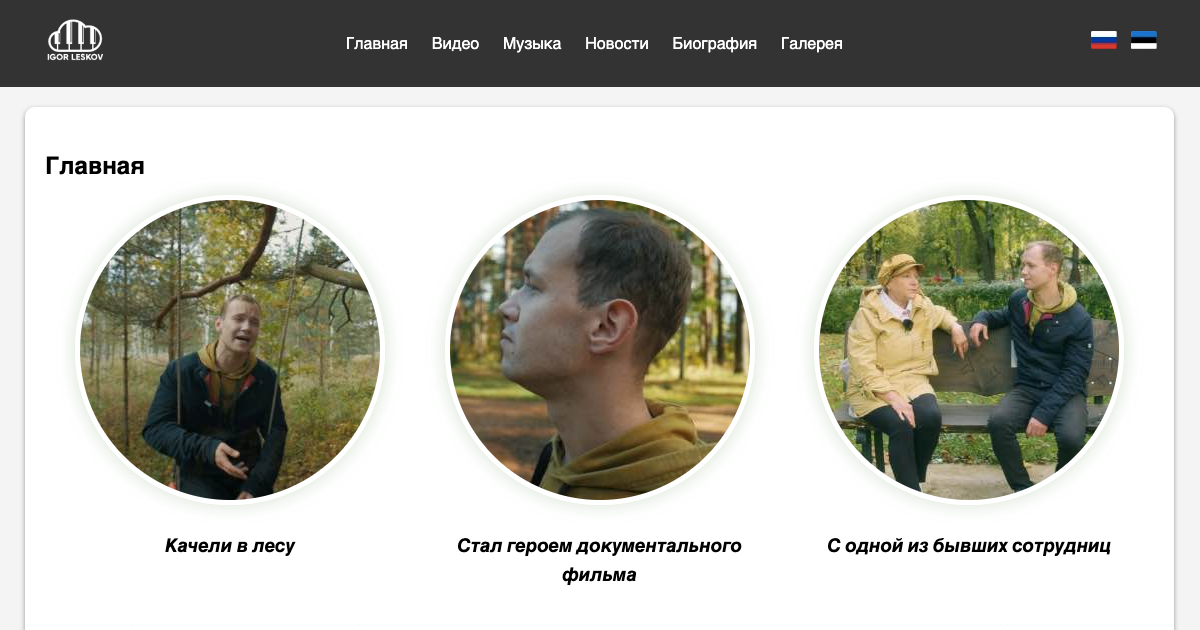 IGOR LESKOV
Главная Видео Музыка Новости Биография Галерея
Главная
Качели в лесу
Стал героем документального
фильма
С одной из бывших сотрудниц